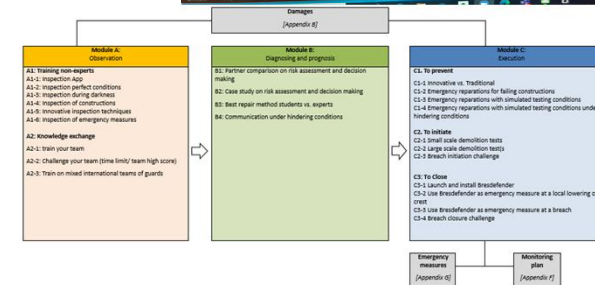 Damages
[Appendix B]
Module A:
Observation
A1: Training non-experts
A1-1: Inspection App
A1-2: Inspection perfect conditions
A1-3: Inspection during darkness
A1-4: Inspection of constructions
A1-5: Innovative inspection techniques
A1-6: Inspection of emergency measures
A2: Knowledge exchange
A2-1: train your team
A2-2: Challenge your team (time limit/ team high score)
A2-3: Train on mixed international teams of guards
Module B:
Diagnosing and prognosis
B1: Partner comparison on risk assessment and decision
making
B2: Case study on risk assessment and decision making
B3: Best repair method students vs. experts
B4: Communication under hindering conditions
Module C:
Execution
C1. To prevent
C1-1 Innovative vs. Traditional
C1-2 Emergency reparations for failing constructions
C1-3 Emergency reparations with simulated testing conditions
C1-4 Emergency reparations with simulated testing conditions unde
hindering conditions
C2. To initiate
C2-1 Small scale demolition tests
C2-2 Large scale demolition tests
C2-3 Breach initiation challenge
C3: To Close
C3-1 Launch and install Bresdefender
C3-2 Use Bresdefender as emergency measure at a local lowering o
crest
C3-3 Use Bresdefender as emergency measure at a breach
C3-4 Breach closure challenge
Emergency
measures
[Appendix G]
Monitoring
plan
[Appendix F]